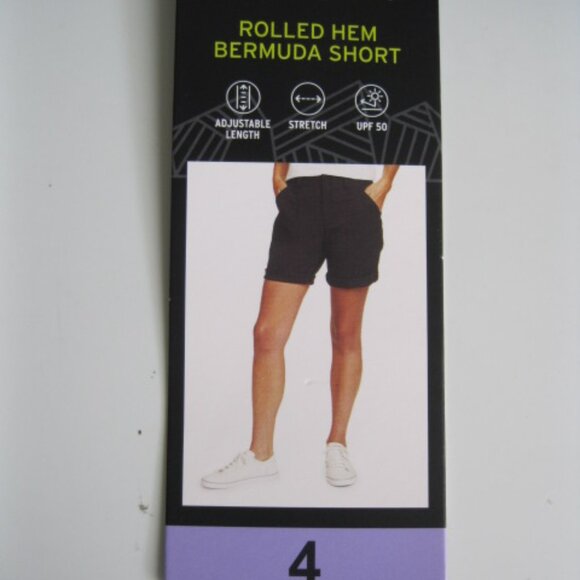 ROLLED HEM
BERMUDA SHORT
ADJUSTABLE
LENGTH
STRETCH
UPF 50
4